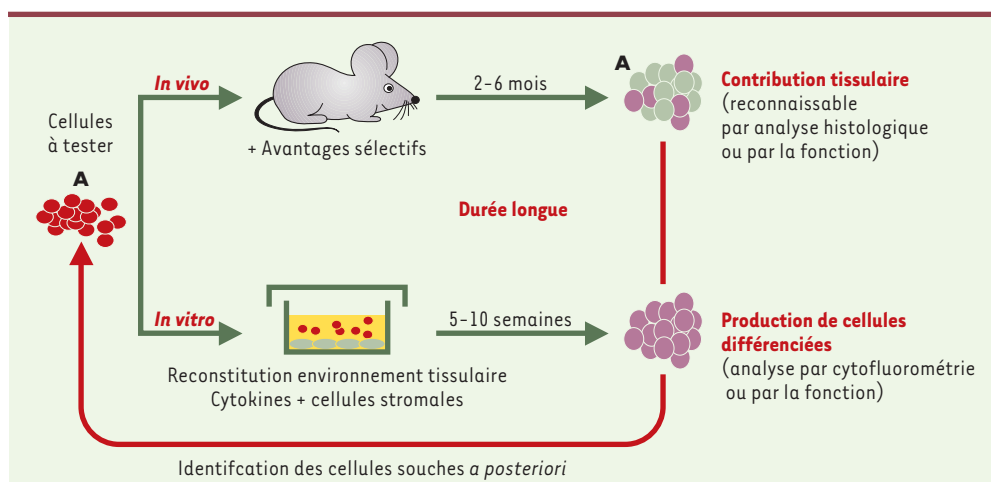 Cellules
à tester
A
In vivo
+ Avantages sélectifs
2–6 mois
A
Contribution tissulaire
(reconnaissable
par analyse histologique
ou par la fonction)
Durée longue
In vitro
Reconstitution environnement tissulaire
Cytokines + cellules stromales
5–10 semaines
Production de cellules
différenciées
(analyse par cytofluorométrie
ou par la fonction)
Identifcation des cellules souches a posteriori